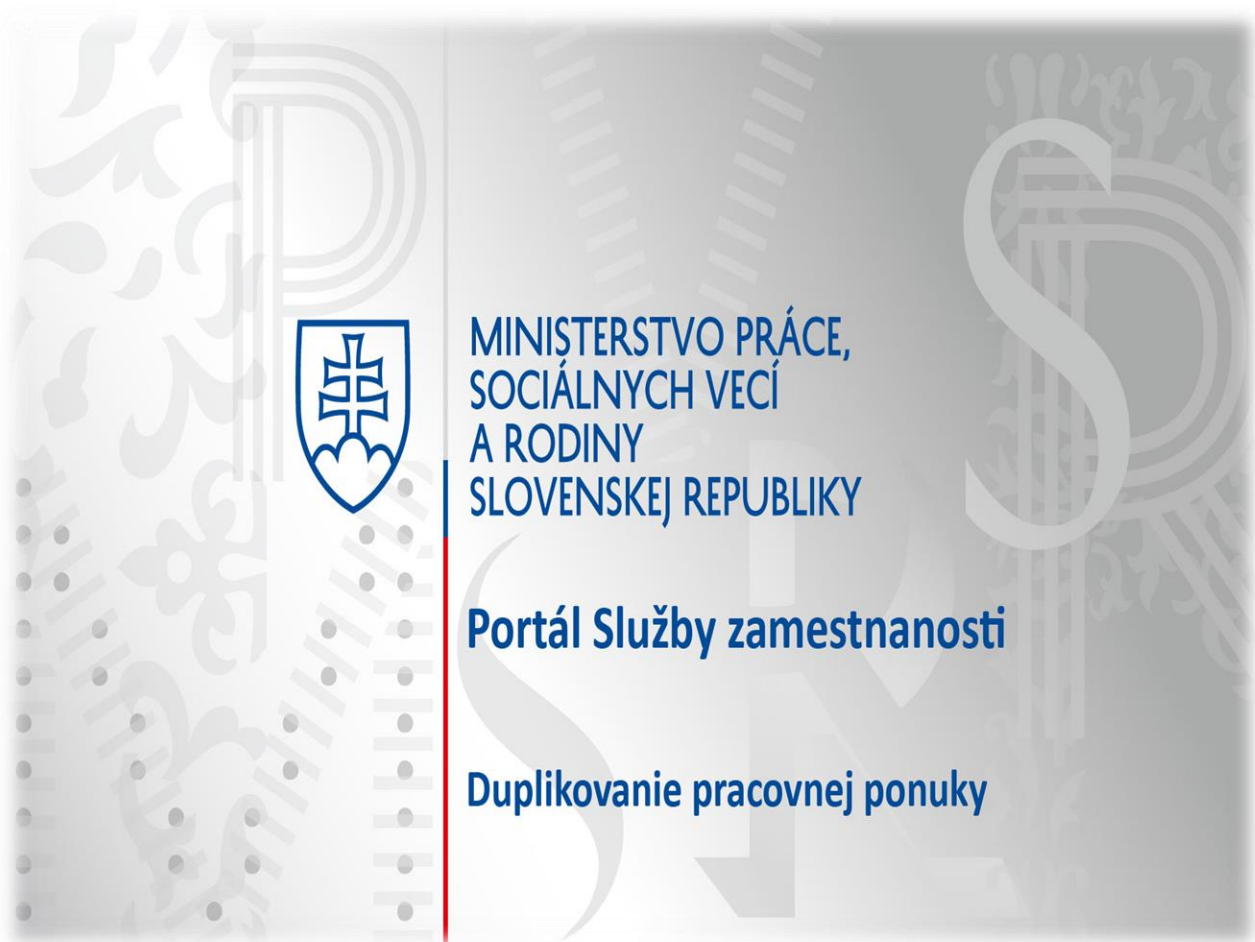 MINISTERSTVO PRÁCE,
SOCIÁLNYCH VECÍ
A RODINY
SLOVENSKEJ REPUBLIKY
Portál Služby zamestnanosti
Duplikovanie pracovnej ponuky